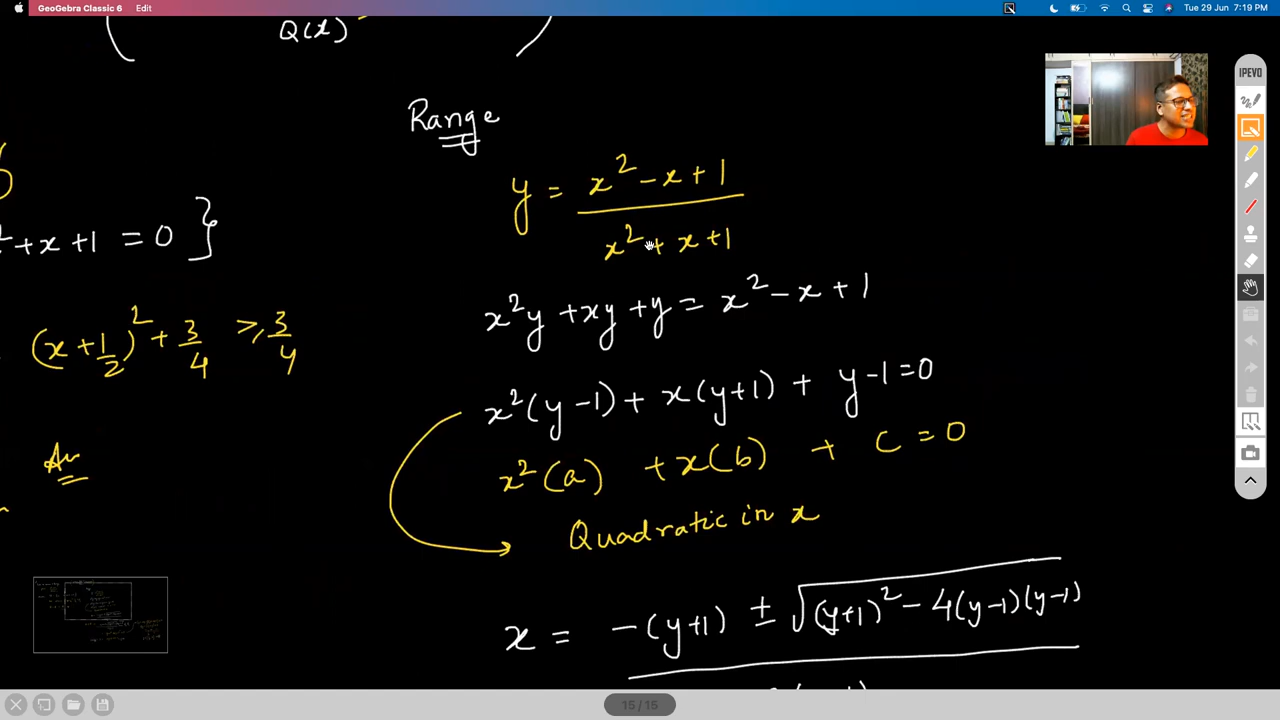 GeoGebra Classic 6 Edit
Tue 29 Jun 7:19 PM
Q(x)
Range
IPEVO
y = x² - x + 1 / x² + x + 1
+ x + 1 = 0 }
x²y + xy + y = x² - x + 1
(x + 1/2)² + 3/4 ⩾ 3/4
x²(y - 1) + x(y+1) + y - 1 = 0
x²(a) + x(b) + c = 0
An
Quadratic in x
x = -(y+1) ± √(y+1)² - 4(y-1)(y-1)
15 / 15